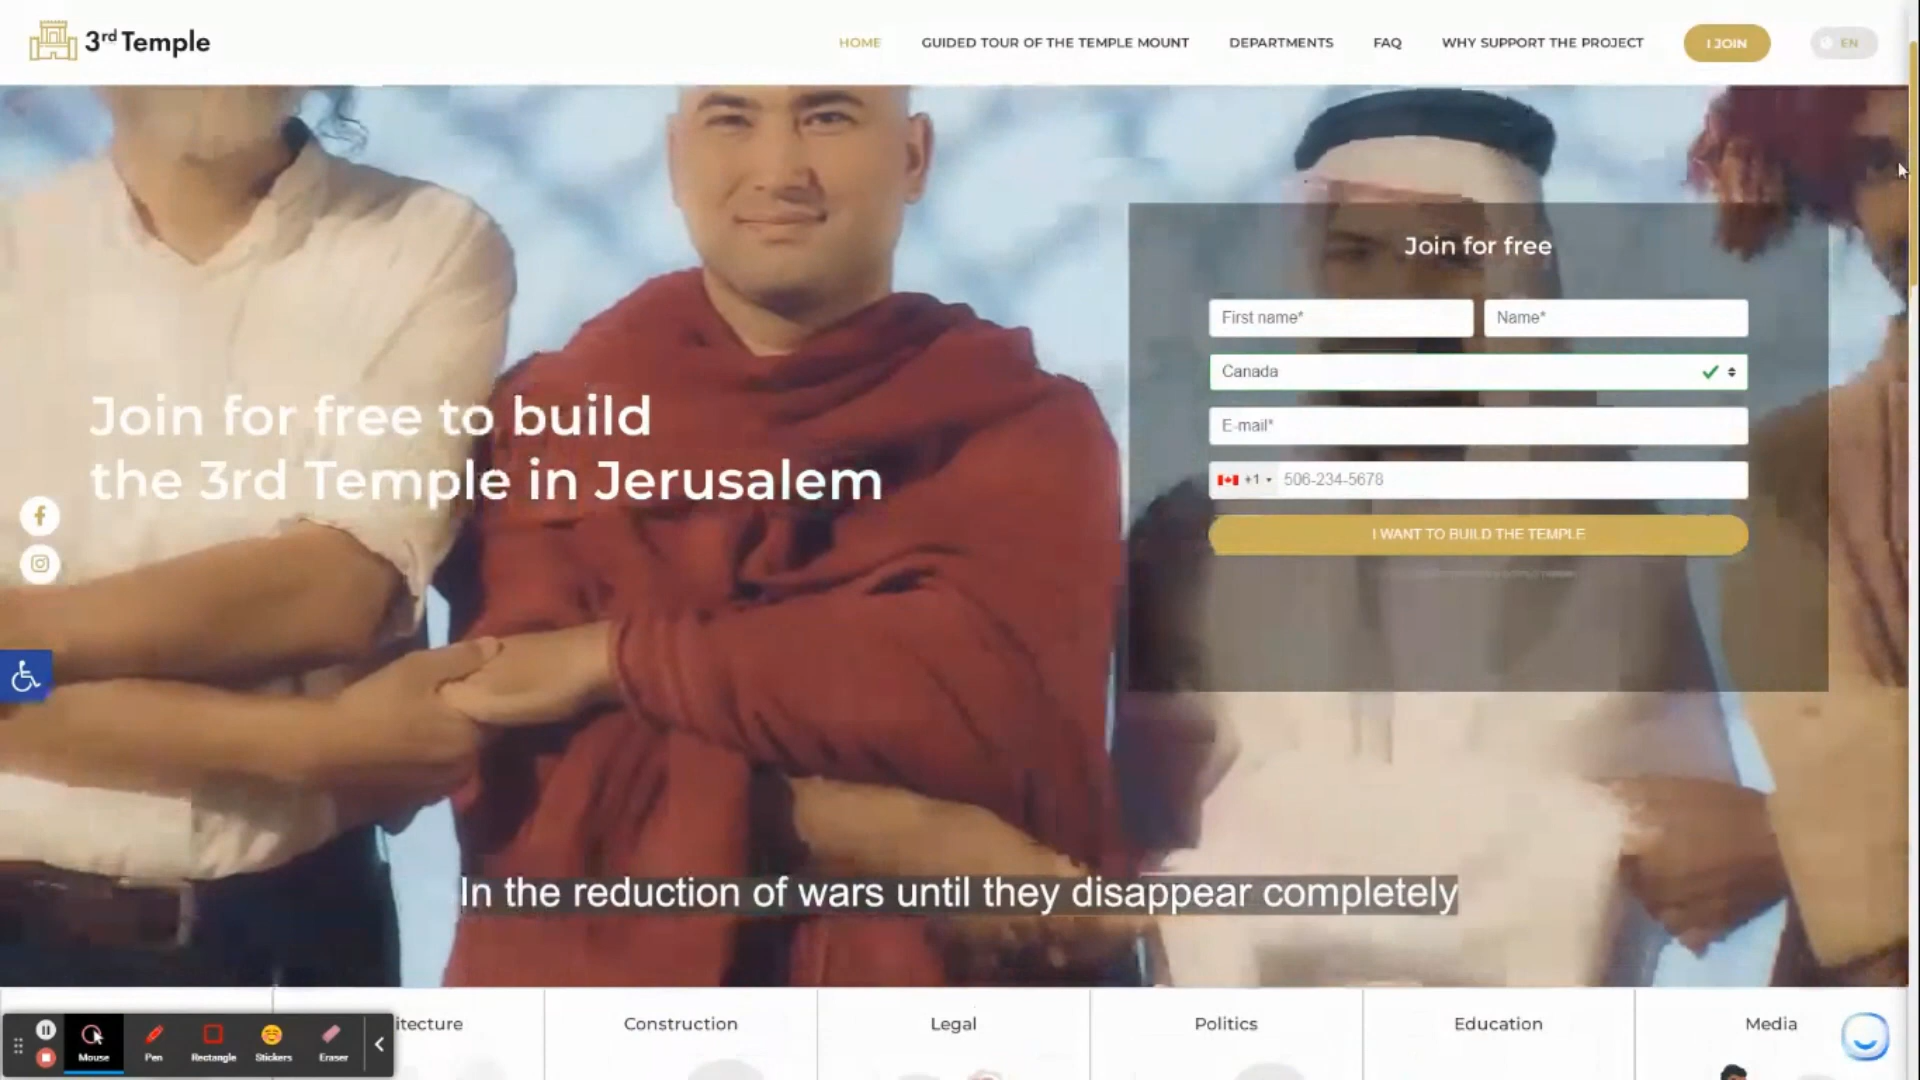 3rd Temple
HOME
GUIDED TOUR OF THE TEMPLE MOUNT
DEPARTMENTS
FAQ
WHY SUPPORT THE PROJECT
I JOIN
EN
Join for free to build
the 3rd Temple in Jerusalem
Join for free
First name*
Name*
Canada
E-mail*
+1
506-234-5678
I WANT TO BUILD THE TEMPLE
In the reduction of wars until they disappear completely
itecture
Construction
Legal
Politics
Education
Media
Mouse
Pen
Rectangle
Stickers
Eraser